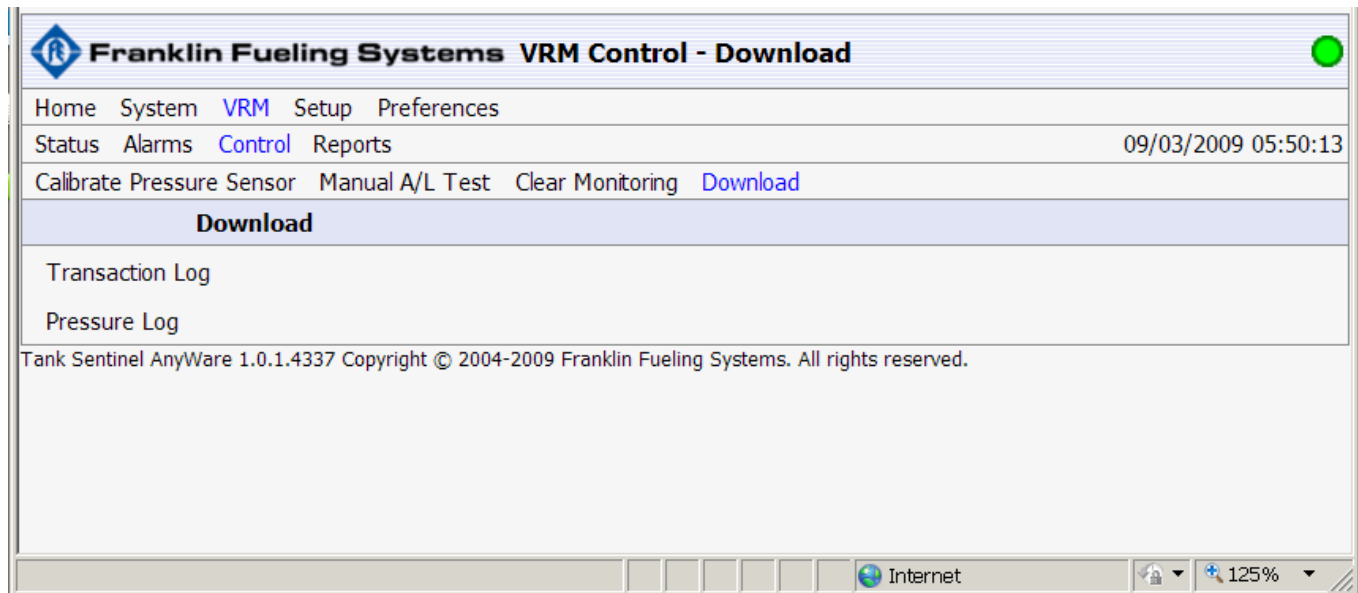 Franklin Fueling Systems VRM Control - Download
Home System VRM Setup Preferences
Status Alarms Control Reports 09/03/2009 05:50:13
Calibrate Pressure Sensor Manual A/L Test Clear Monitoring Download
Download
Transaction Log
Pressure Log
Tank Sentinel AnyWare 1.0.1.4337 Copyright © 2004-2009 Franklin Fueling Systems. All rights reserved.
Internet 125%